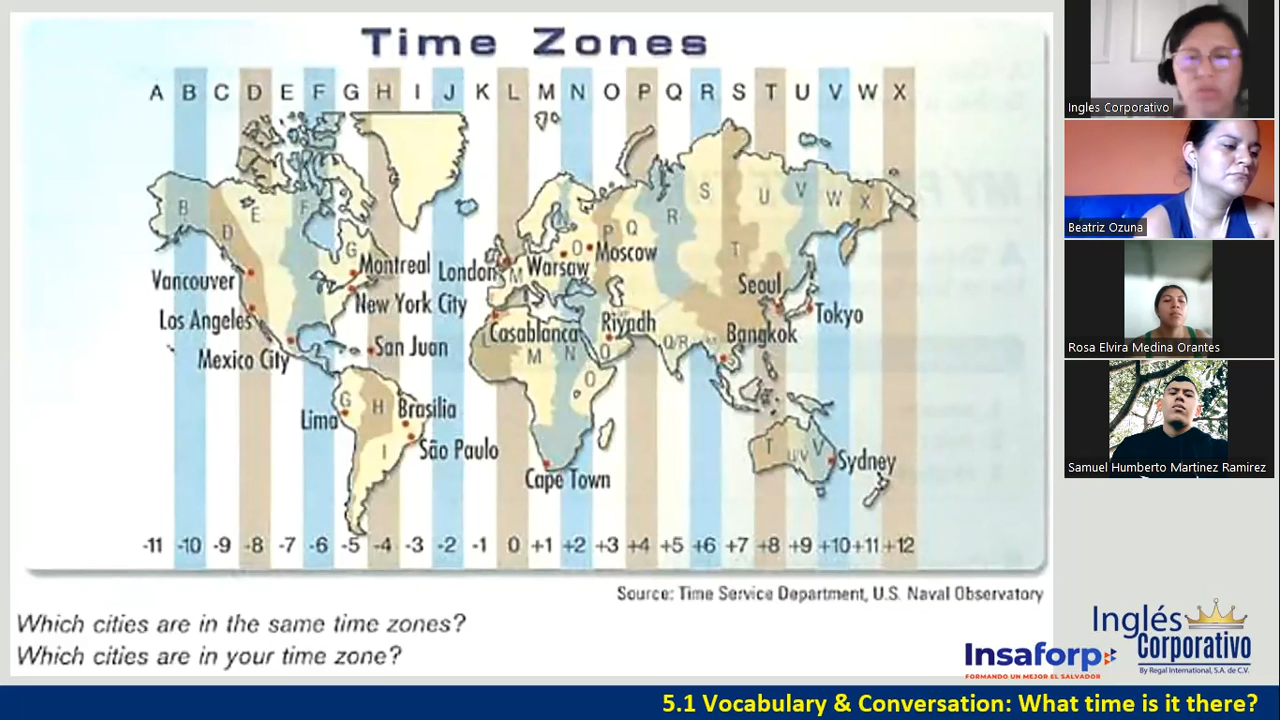 Time Zones
A B C D E F G H I J K L M N O P Q R S T U V W X
B
D
E
F
G
N
O
P
Q
R
S
T
U
V
W
X
Vancouver
Montreal
London
M
Warsaw
Moscow
Los Angeles
New York City
Seoul
Tokyo
Mexico City
San Juan
Casablanca
Riyadh
Bangkok
M
N
O
Q/R
O
Lima
G
H
Brasília
I
São Paulo
Cape Town
T
U V
V
Sydney
-11 -10 -9 -8 -7 -6 -5 -4 -3 -2 -1 0 +1 +2 +3 +4 +5 +6 +7 +8 +9 +10 +11 +12
Source: Time Service Department, U.S. Naval Observatory
Which cities are in the same time zones?
Which cities are in your time zone?
Ingles Corporativo
Beatriz Ozuna
Rosa Elvira Medina Orantes
Samuel Humberto Martinez Ramirez
Insaforp
FORMANDO UN MEJOR EL SALVADOR
Inglés
Corporativo
By Regal International, S.A. de C.V.
5.1 Vocabulary & Conversation: What time is it there?